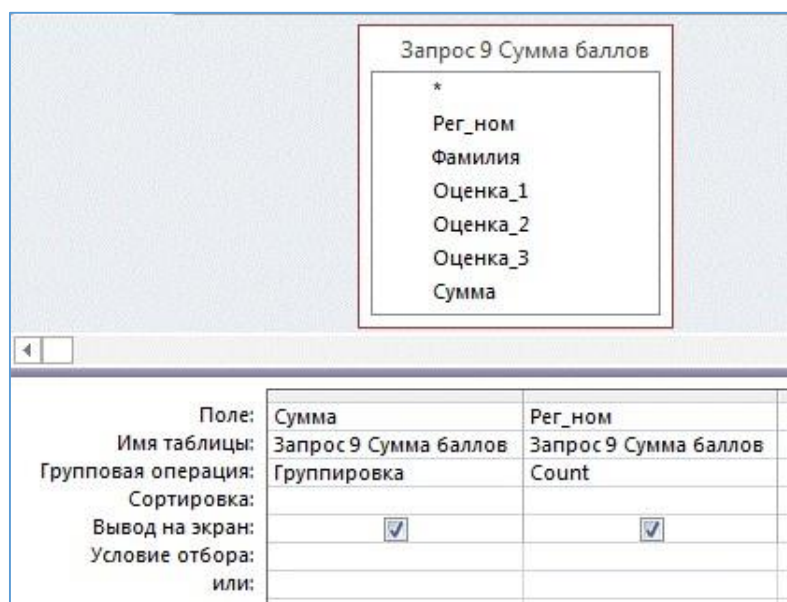 Запрос 9 Сумма баллов
*
Рег_ном
Фамилия
Оценка_1
Оценка_2
Оценка_3
Сумма
Поле: Сумма Рег_ном
Имя таблицы: Запрос 9 Сумма баллов Запрос 9 Сумма баллов
Групповая операция: Группировка Count
Сортировка:
Вывод на экран:
Условие отбора:
или: